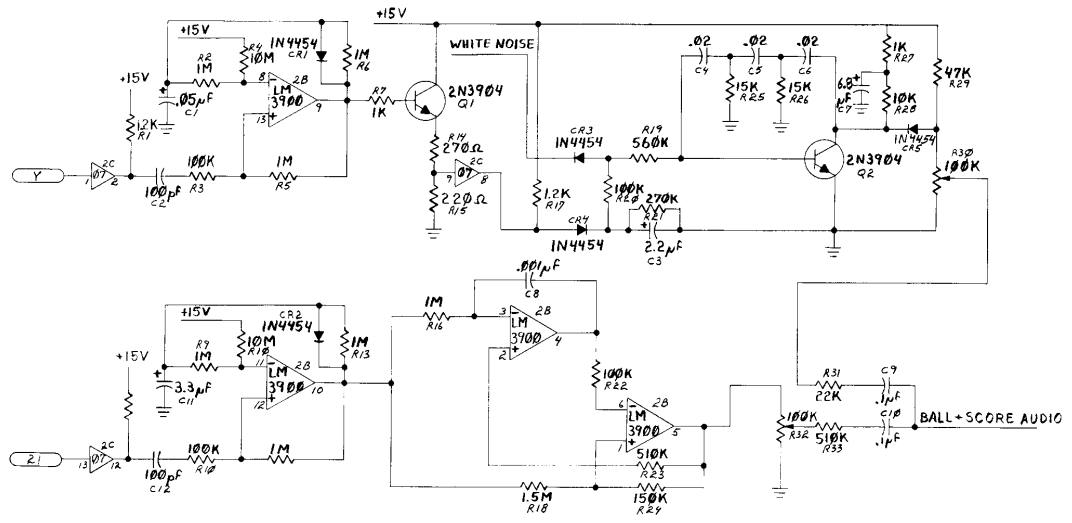 +15V
+15V
R2
1M
R4
10M
1N4454
CR1
1M
R6
WHITE NOISE
.02
C4
.02
C5
.02
C6
1K
R27
+15V
.05µF
C1
8
2B
LM
3900
9
13
R7
1K
2N3904
Q1
15K
R25
15K
R26
6.8
µF
C7
10K
R28
47K
R29
1.2K
R1
CR3
1N4454
R19
560K
1N4454
CR5
R14
270Ω
2N3904
Q2
R30
100K
Y
1
07
2C
2
100pF
C2
100K
R3
1M
R5
2C
9
07
8
220Ω
R15
1.2K
R17
100K
R20
270K
R21
CR4
1N4454
2.2µF
C3
.001µF
C8
+15V
CR2
1N4454
1M
R13
1M
R16
3
2B
LM
3900
4
2
R9
1M
10M
R10
+15V
3.3µF
C11
11
2B
LM
3900
10
12
100K
R22
R31
22K
C9
.1µF
6
2B
LM
3900
5
1
100K
R32
510K
R33
C10
.1µF
BALL+SCORE AUDIO
21
13
07
2C
12
100pF
C12
100K
R10
1M
510K
R23
1.5M
R18
150K
R24